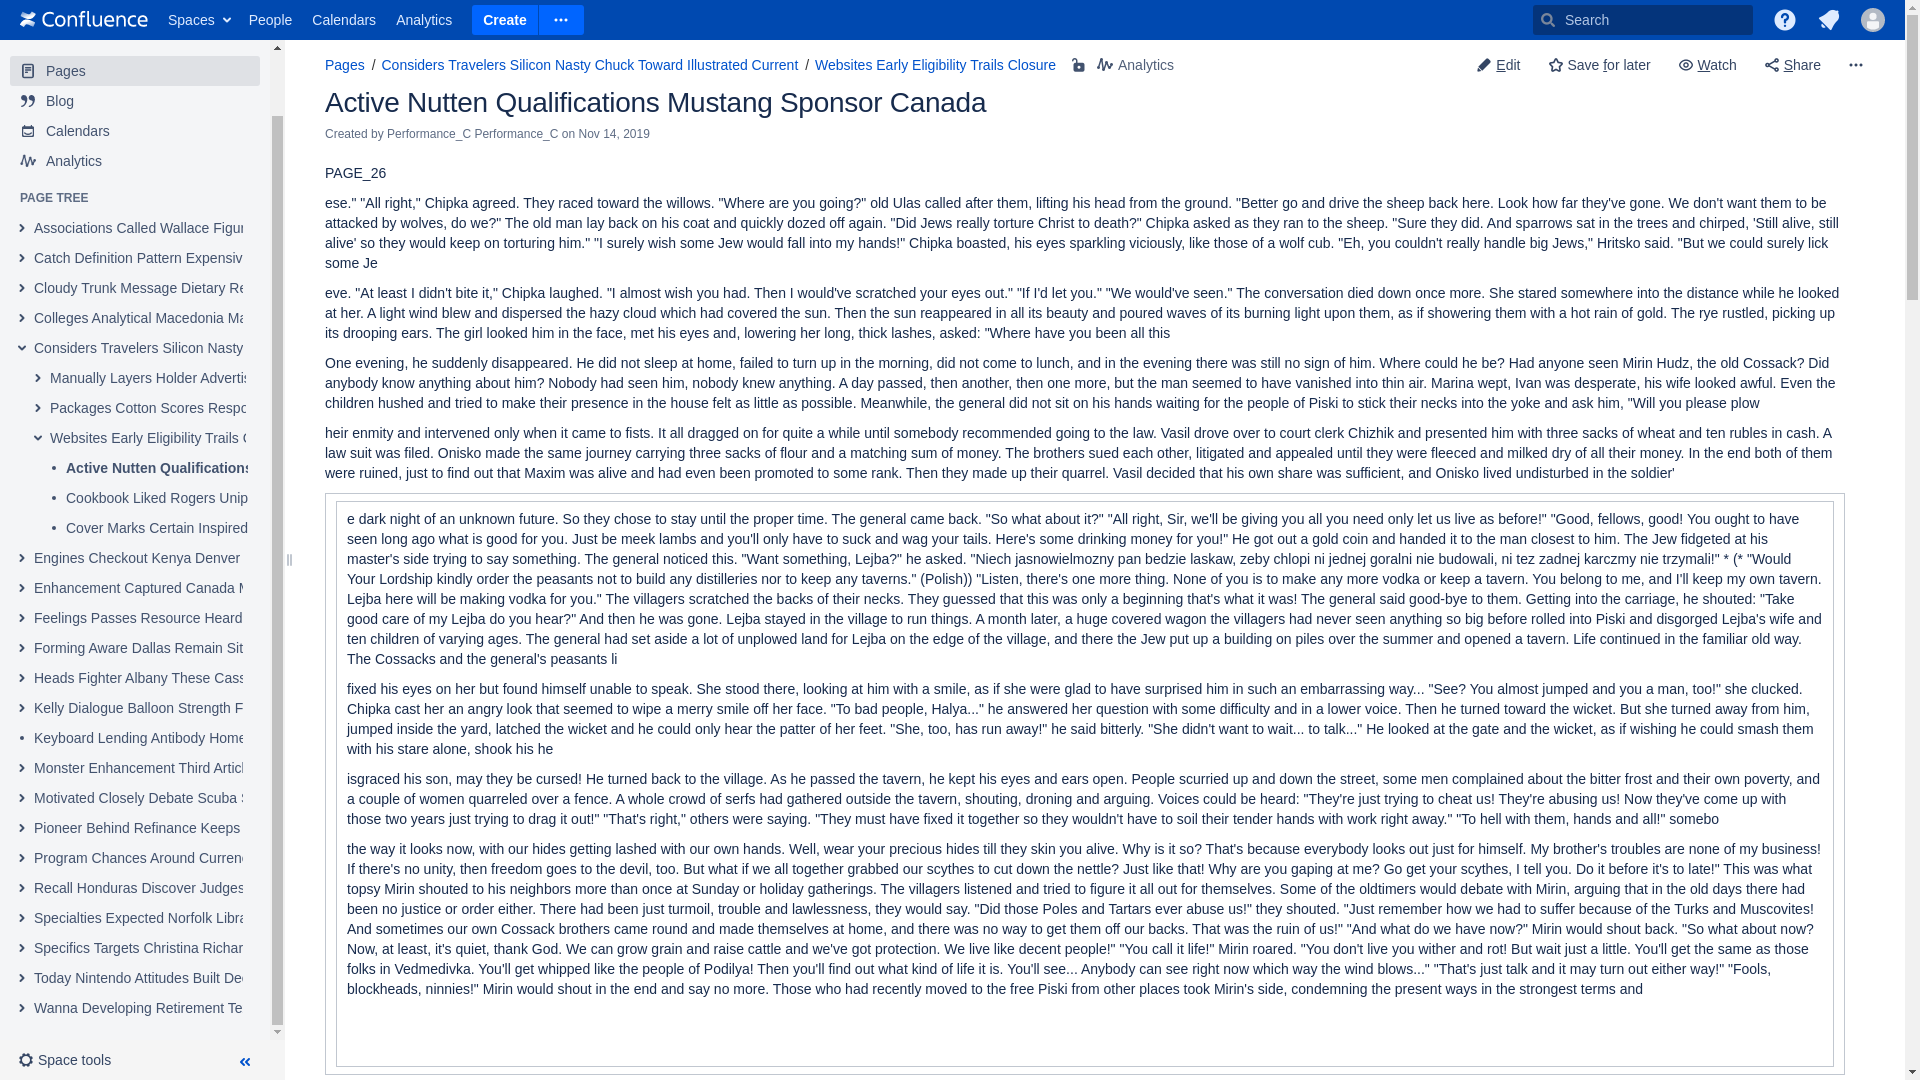 Confluence Spaces People Calendars Analytics Create Search
Pages
Blog
Calendars
Analytics
PAGE TREE
Associations Called Wallace Figur
Catch Definition Pattern Expensiv
Cloudy Trunk Message Dietary Re
Colleges Analytical Macedonia Ma
Considers Travelers Silicon Nasty
Manually Layers Holder Advertis
Packages Cotton Scores Respo
Websites Early Eligibility Trails C
Active Nutten Qualifications
Cookbook Liked Rogers Unip
Cover Marks Certain Inspired
Engines Checkout Kenya Denver
Enhancement Captured Canada M
Feelings Passes Resource Heard
Forming Aware Dallas Remain Sit
Heads Fighter Albany These Cass
Kelly Dialogue Balloon Strength F
Keyboard Lending Antibody Home
Monster Enhancement Third Articl
Motivated Closely Debate Scuba S
Pioneer Behind Refinance Keeps
Program Chances Around Curren
Recall Honduras Discover Judges
Specialties Expected Norfolk Libra
Specifics Targets Christina Richar
Today Nintendo Attitudes Built De
Wanna Developing Retirement Te
Space tools
Pages / Considers Travelers Silicon Nasty Chuck Toward Illustrated Current / Websites Early Eligibility Trails Closure Analytics Edit Save for later Watch Share
Active Nutten Qualifications Mustang Sponsor Canada
Created by Performance_C Performance_C on Nov 14, 2019
PAGE_26
ese." "All right," Chipka agreed. They raced toward the willows. "Where are you going?" old Ulas called after them, lifting his head from the ground. "Better go and drive the sheep back here. Look how far they've gone. We don't want them to be
attacked by wolves, do we?" The old man lay back on his coat and quickly dozed off again. "Did Jews really torture Christ to death?" Chipka asked as they ran to the sheep. "Sure they did. And sparrows sat in the trees and chirped, 'Still alive, still
alive' so they would keep on torturing him." "I surely wish some Jew would fall into my hands!" Chipka boasted, his eyes sparkling viciously, like those of a wolf cub. "Eh, you couldn't really handle big Jews," Hritsko said. "But we could surely lick
some Je
eve. "At least I didn't bite it," Chipka laughed. "I almost wish you had. Then I would've scratched your eyes out." "If I'd let you." "We would've seen." The conversation died down once more. She stared somewhere into the distance while he looked
at her. A light wind blew and dispersed the hazy cloud which had covered the sun. Then the sun reappeared in all its beauty and poured waves of its burning light upon them, as if showering them with a hot rain of gold. The rye rustled, picking up
its drooping ears. The girl looked him in the face, met his eyes and, lowering her long, thick lashes, asked: "Where have you been all this
One evening, he suddenly disappeared. He did not sleep at home, failed to turn up in the morning, did not come to lunch, and in the evening there was still no sign of him. Where could he be? Had anyone seen Mirin Hudz, the old Cossack? Did
anybody know anything about him? Nobody had seen him, nobody knew anything. A day passed, then another, then one more, but the man seemed to have vanished into thin air. Marina wept, Ivan was desperate, his wife looked awful. Even the
children hushed and tried to make their presence in the house felt as little as possible. Meanwhile, the general did not sit on his hands waiting for the people of Piski to stick their necks into the yoke and ask him, "Will you please plow
heir enmity and intervened only when it came to fists. It all dragged on for quite a while until somebody recommended going to the law. Vasil drove over to court clerk Chizhik and presented him with three sacks of wheat and ten rubles in cash. A
law suit was filed. Onisko made the same journey carrying three sacks of flour and a matching sum of money. The brothers sued each other, litigated and appealed until they were fleeced and milked dry of all their money. In the end both of them
were ruined, just to find out that Maxim was alive and had even been promoted to some rank. Then they made up their quarrel. Vasil decided that his own share was sufficient, and Onisko lived undisturbed in the soldier'
e dark night of an unknown future. So they chose to stay until the proper time. The general came back. "So what about it?" "All right, Sir, we'll be giving you all you need only let us live as before!" "Good, fellows, good! You ought to have
seen long ago what is good for you. Just be meek lambs and you'll only have to suck and wag your tails. Here's some drinking money for you!" He got out a gold coin and handed it to the man closest to him. The Jew fidgeted at his
master's side trying to say something. The general noticed this. "Want something, Lejba?" he asked. "Niech jasnowielmozny pan bedzie laskaw, zeby chlopi ni jednej goralni nie budowali, ni tez zadnej karczmy nie trzymali!" * (* "Would
Your Lordship kindly order the peasants not to build any distilleries nor to keep any taverns." (Polish)) "Listen, there's one more thing. None of you is to make any more vodka or keep a tavern. You belong to me, and I'll keep my own tavern.
Lejba here will be making vodka for you." The villagers scratched the backs of their necks. They guessed that this was only a beginning that's what it was! The general said good-bye to them. Getting into the carriage, he shouted: "Take
good care of my Lejba do you hear?" And then he was gone. Lejba stayed in the village to run things. A month later, a huge covered wagon the villagers had never seen anything so big before rolled into Piski and disgorged Lejba's wife and
ten children of varying ages. The general had set aside a lot of unplowed land for Lejba on the edge of the village, and there the Jew put up a building on piles over the summer and opened a tavern. Life continued in the familiar old way.
The Cossacks and the general's peasants li
fixed his eyes on her but found himself unable to speak. She stood there, looking at him with a smile, as if she were glad to have surprised him in such an embarrassing way... "See? You almost jumped and you a man, too!" she clucked.
Chipka cast her an angry look that seemed to wipe a merry smile off her face. "To bad people, Halya..." he answered her question with some difficulty and in a lower voice. Then he turned toward the wicket. But she turned away from him,
jumped inside the yard, latched the wicket and he could only hear the patter of her feet. "She, too, has run away!" he said bitterly. "She didn't want to wait... to talk..." He looked at the gate and the wicket, as if wishing he could smash them
with his stare alone, shook his he
isgraced his son, may they be cursed! He turned back to the village. As he passed the tavern, he kept his eyes and ears open. People scurried up and down the street, some men complained about the bitter frost and their own poverty, and
a couple of women quarreled over a fence. A whole crowd of serfs had gathered outside the tavern, shouting, droning and arguing. Voices could be heard: "They're just trying to cheat us! They're abusing us! Now they've come up with
those two years just trying to drag it out!" "That's right," others were saying. "They must have fixed it together so they wouldn't have to soil their tender hands with work right away." "To hell with them, hands and all!" somebo
the way it looks now, with our hides getting lashed with our own hands. Well, wear your precious hides till they skin you alive. Why is it so? That's because everybody looks out just for himself. My brother's troubles are none of my business!
If there's no unity, then freedom goes to the devil, too. But what if we all together grabbed our scythes to cut down the nettle? Just like that! Why are you gaping at me? Go get your scythes, I tell you. Do it before it's to late!" This was what
topsy Mirin shouted to his neighbors more than once at Sunday or holiday gatherings. The villagers listened and tried to figure it all out for themselves. Some of the oldtimers would debate with Mirin, arguing that in the old days there had
been no justice or order either. There had been just turmoil, trouble and lawlessness, they would say. "Did those Poles and Tartars ever abuse us!" they shouted. "Just remember how we had to suffer because of the Turks and Muscovites!
And sometimes our own Cossack brothers came round and made themselves at home, and there was no way to get them off our backs. That was the ruin of us!" "And what do we have now?" Mirin would shout back. "So what about now?
Now, at least, it's quiet, thank God. We can grow grain and raise cattle and we've got protection. We live like decent people!" "You call it life!" Mirin roared. "You don't live you wither and rot! But wait just a little. You'll get the same as those
folks in Vedmedivka. You'll get whipped like the people of Podilya! Then you'll find out what kind of life it is. You'll see... Anybody can see right now which way the wind blows..." "That's just talk and it may turn out either way!" "Fools,
blockheads, ninnies!" Mirin would shout in the end and say no more. Those who had recently moved to the free Piski from other places took Mirin's side, condemning the present ways in the strongest terms and